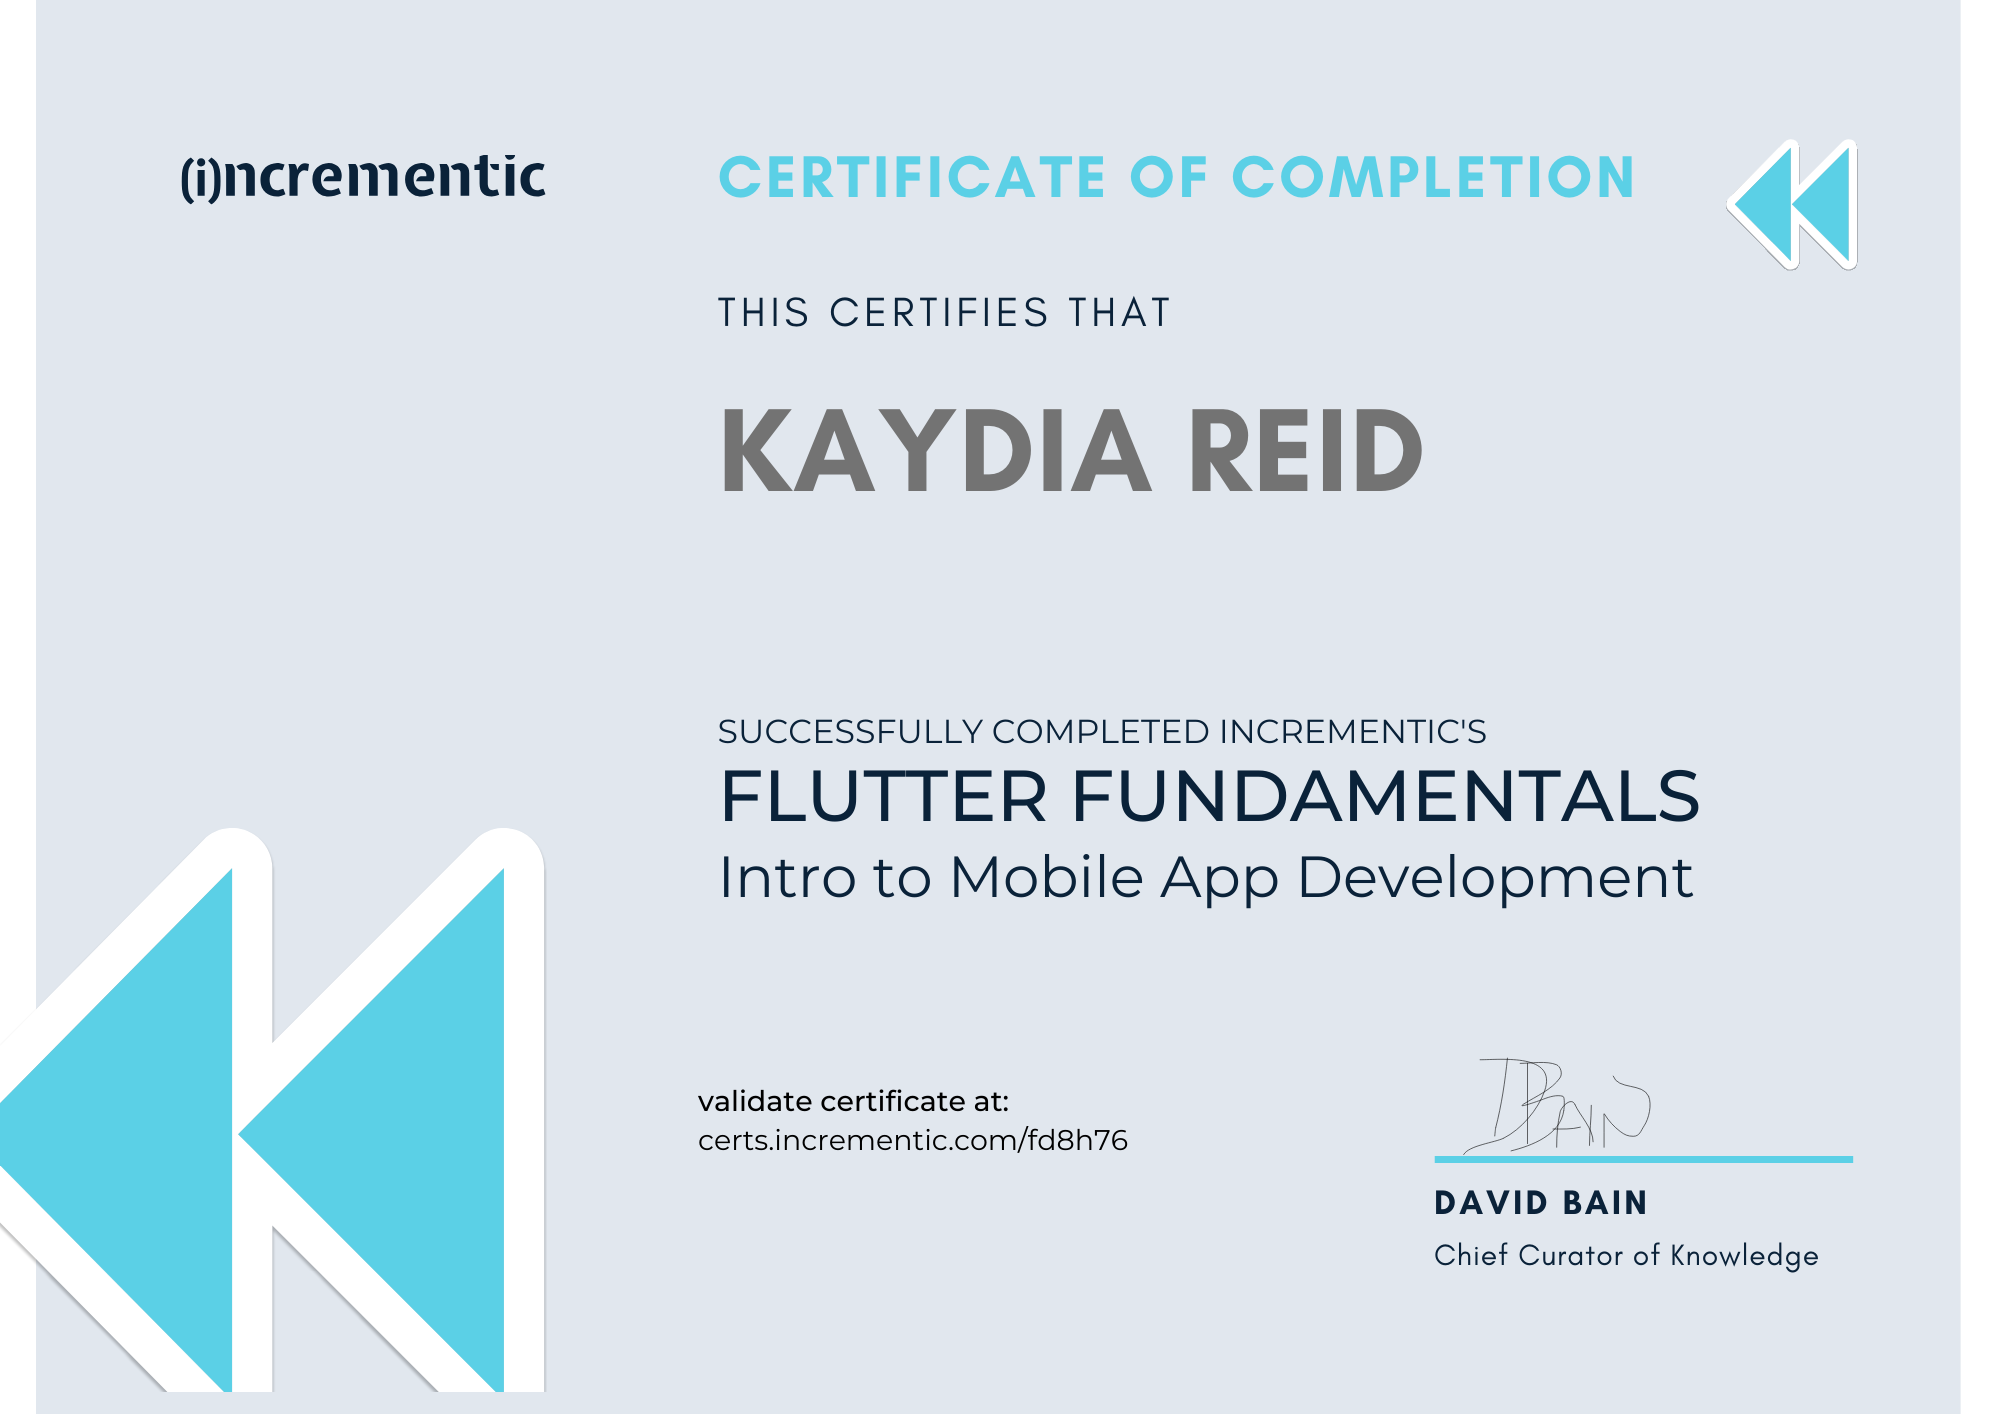 (i)ncrementic
CERTIFICATE OF COMPLETION
THIS CERTIFIES THAT
KAYDIA REID
SUCCESSFULLY COMPLETED INCREMENTIC'S
FLUTTER FUNDAMENTALS
Intro to Mobile App Development
validate certificate at:
certs.incrementic.com/fd8h76
D BAIN
DAVID BAIN
Chief Curator of Knowledge